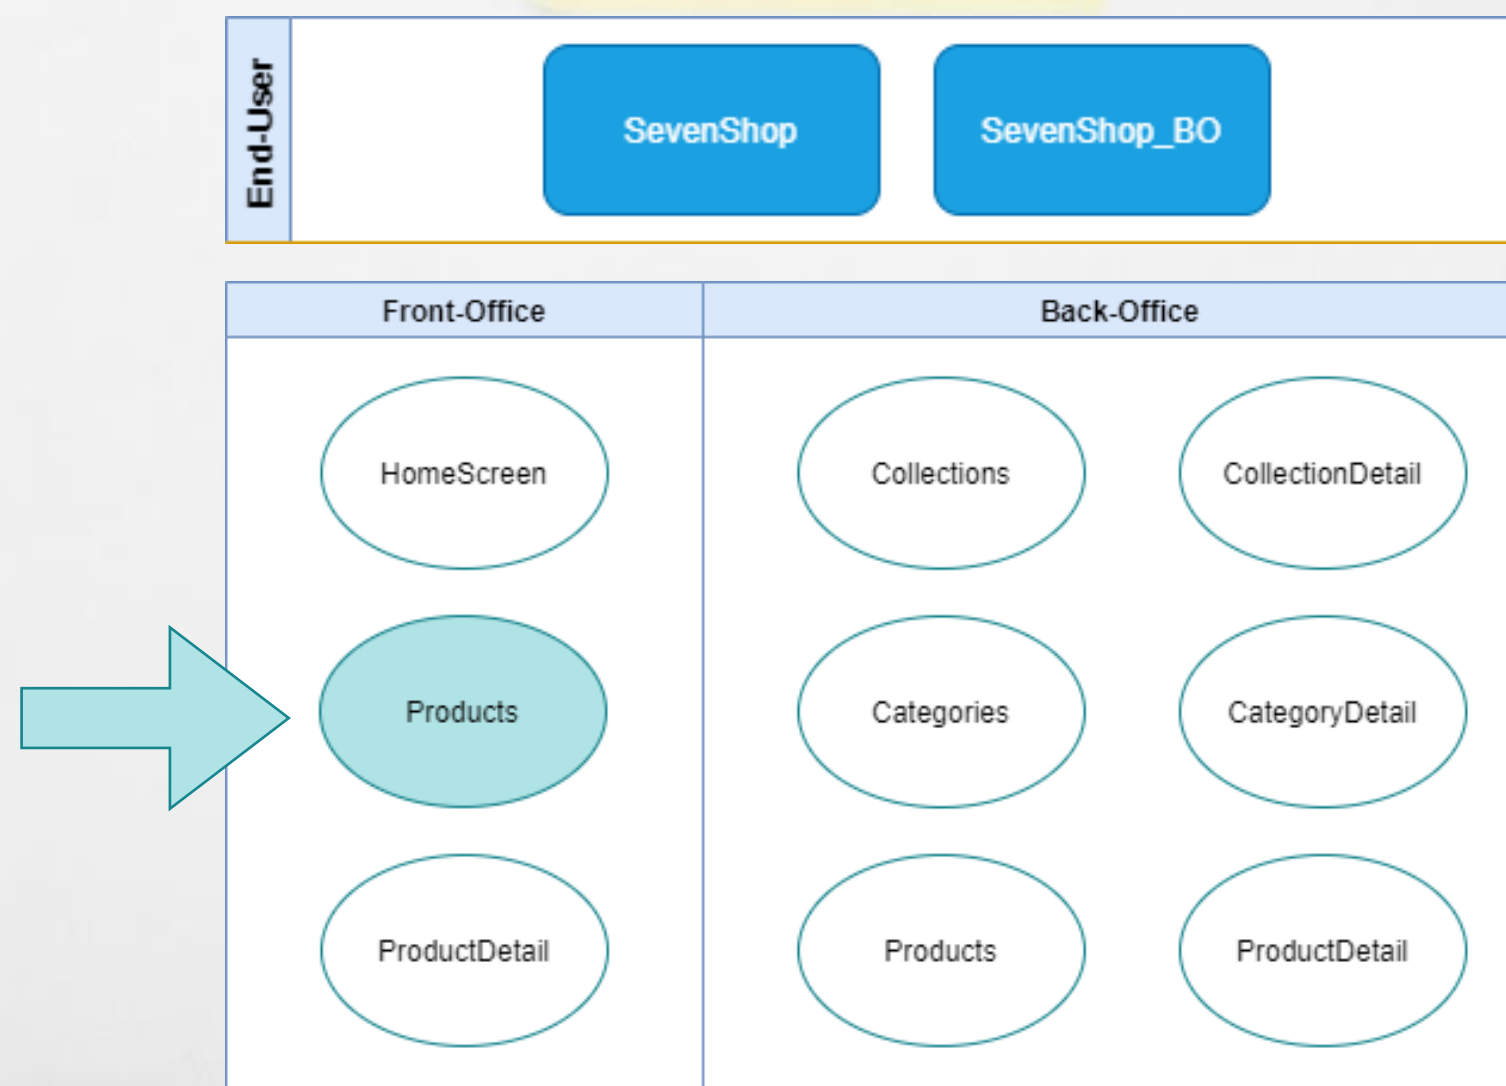 End-User
SevenShop
SevenShop_BO
Front-Office
Back-Office
HomeScreen
Collections
CollectionDetail
Products
Categories
CategoryDetail
ProductDetail
Products
ProductDetail